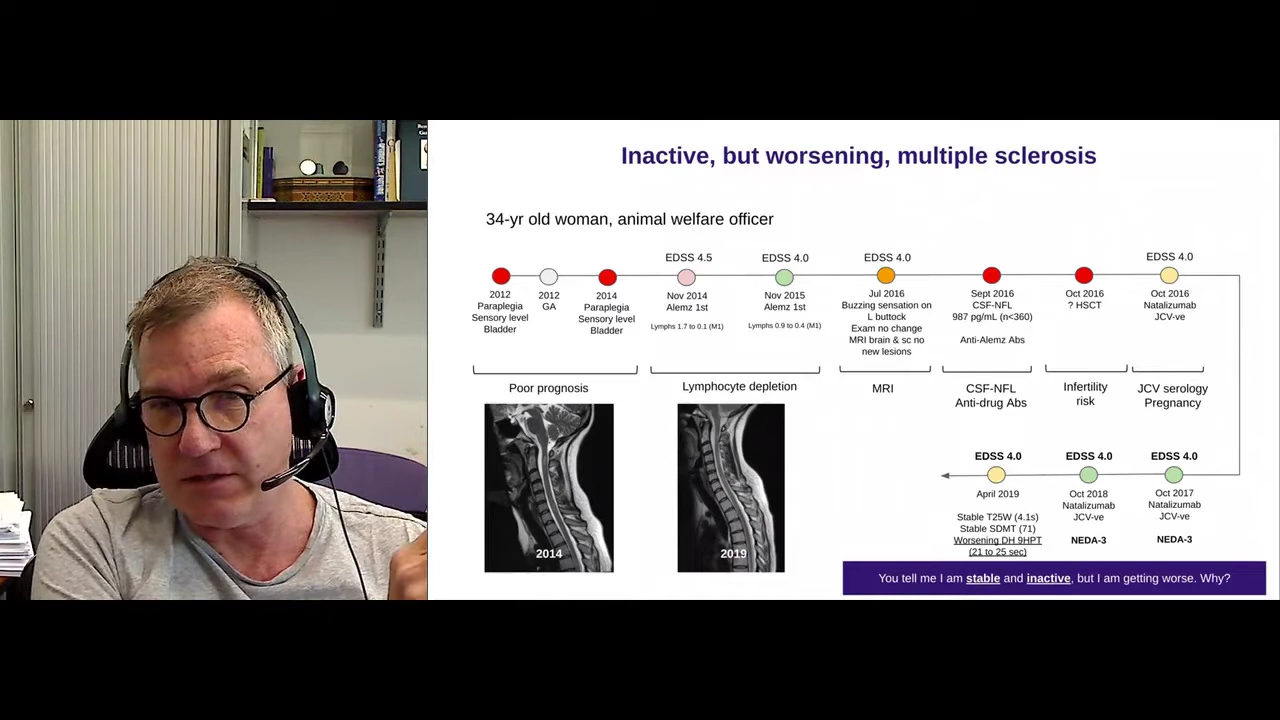 Inactive, but worsening, multiple sclerosis
34-yr old woman, animal welfare officer
EDSS 4.5
EDSS 4.0
EDSS 4.0
EDSS 4.0
2012
Paraplegia
Sensory level
Bladder
2012
GA
2014
Paraplegia
Sensory level
Bladder
Nov 2014
Alemz 1st
Lymphs 1.7 to 0.1 (M1)
Nov 2015
Alemz 1st
Lymphs 0.9 to 0.4 (M1)
Jul 2016
Buzzing sensation on
L buttock
Exam no change
MRI brain & sc no
new lesions
Sept 2016
CSF-NFL
987 pg/mL (n<360)
Anti-Alemz Abs
Oct 2016
? HSCT
Oct 2016
Natalizumab
JCV-ve
Poor prognosis
Lymphocyte depletion
MRI
CSF-NFL
Anti-drug Abs
Infertility
risk
JCV serology
Pregnancy
2014
2019
EDSS 4.0
EDSS 4.0
EDSS 4.0
April 2019
Stable T25W (4.1s)
Stable SDMT (71)
Worsening DH 9HPT
(21 to 25 sec)
Oct 2018
Natalizumab
JCV-ve
NEDA-3
Oct 2017
Natalizumab
JCV-ve
NEDA-3
You tell me I am stable and inactive, but I am getting worse. Why?